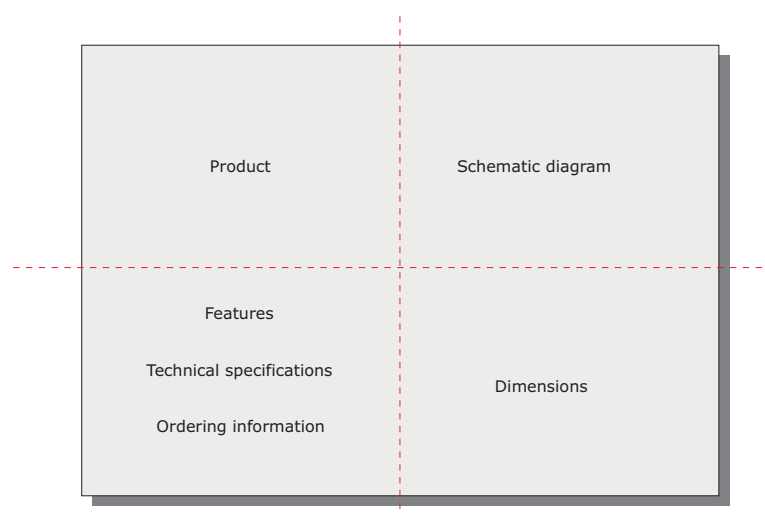 Product
Schematic diagram
Features
Technical specifications
Ordering information
Dimensions